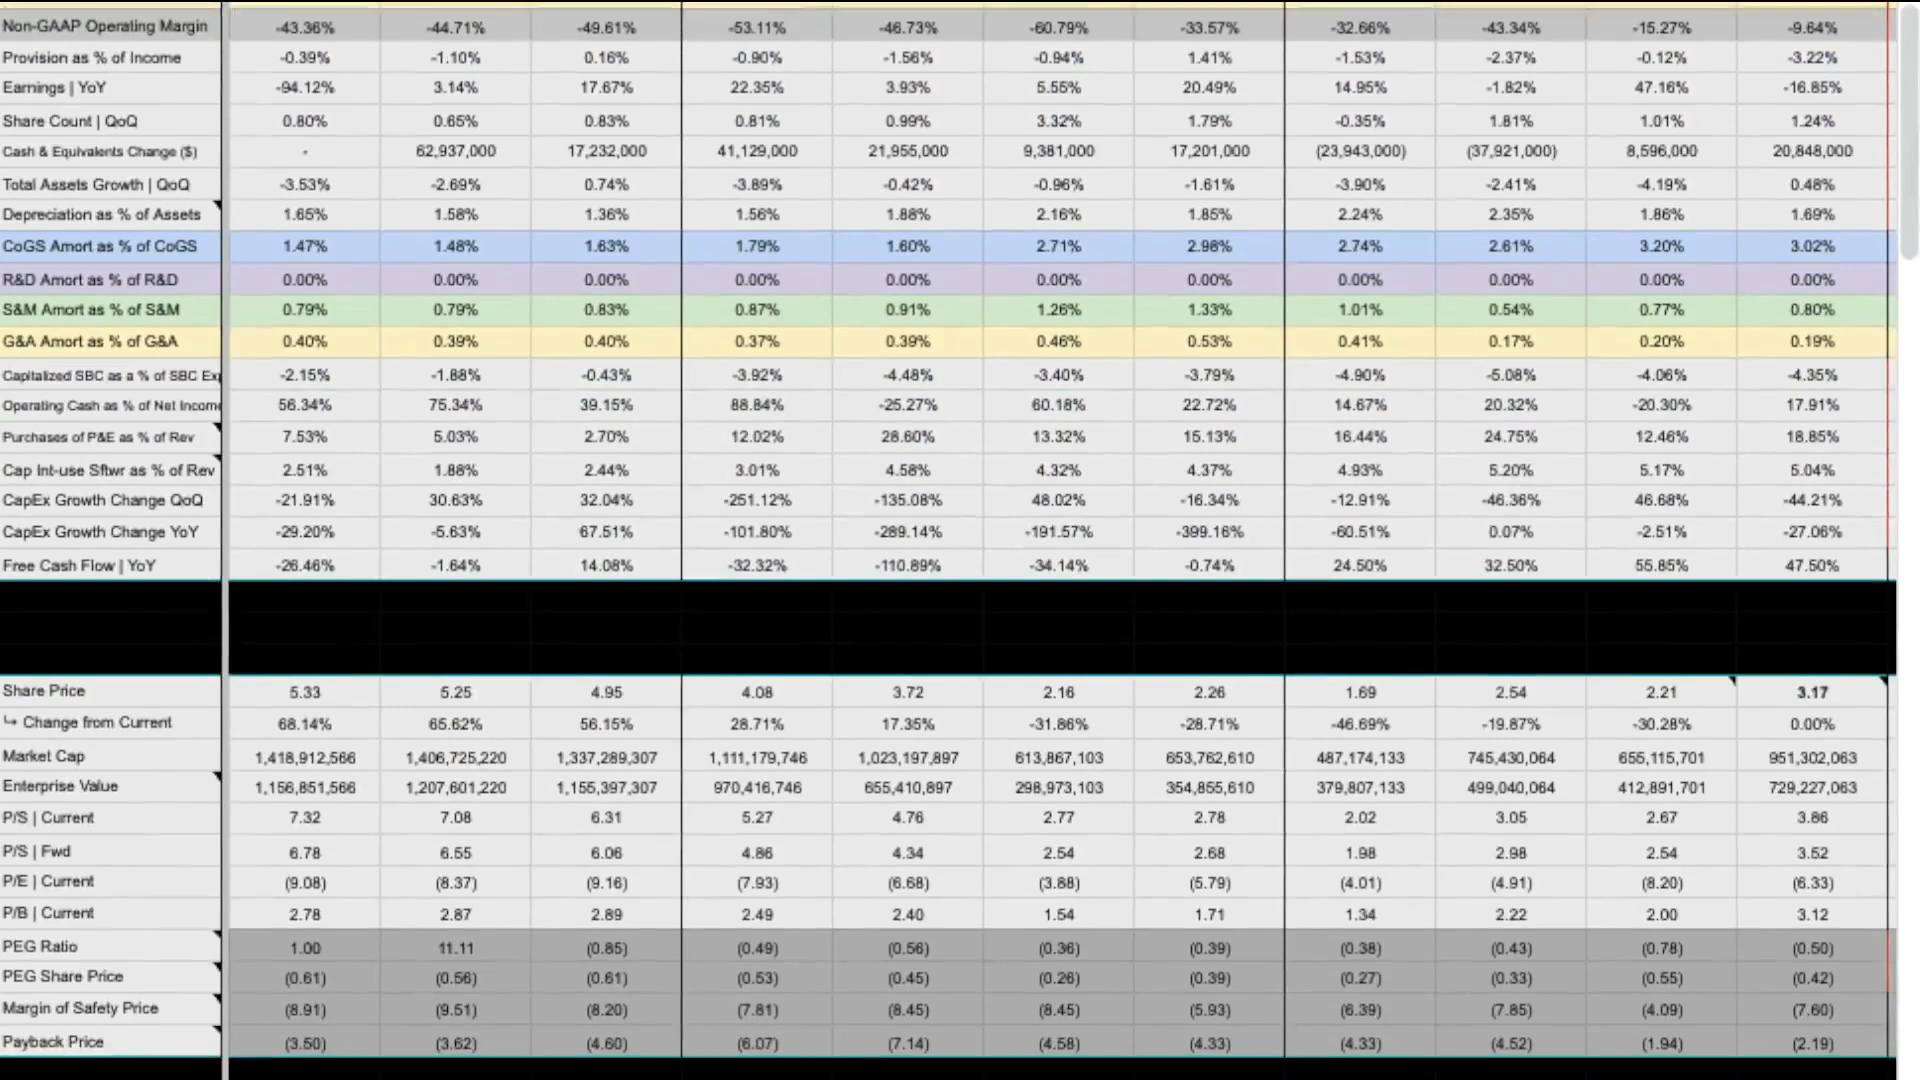 Non-GAAP Operating Margin -43.36% -44.71% -49.61% -53.11% -46.73% -60.79% -33.57% -32.66% -43.34% -15.27% -9.64%
Provision as % of Income -0.39% -1.10% 0.16% -0.90% -1.56% -0.94% 1.41% -1.53% -2.37% -0.12% -3.22%
Earnings | YoY -94.12% 3.14% 17.67% 22.35% 3.93% 5.55% 20.49% 14.95% -1.82% 47.16% -16.85%
Share Count | QoQ 0.80% 0.65% 0.83% 0.81% 0.99% 3.32% 1.79% -0.35% 1.81% 1.01% 1.24%
Cash & Equivalents Change ($) - 62,937,000 17,232,000 41,129,000 21,955,000 9,381,000 17,201,000 (23,943,000) (37,921,000) 8,596,000 20,848,000
Total Assets Growth | QoQ -3.53% -2.69% 0.74% -3.89% -0.42% -0.96% -1.61% -3.90% -2.41% -4.19% 0.48%
Depreciation as % of Assets 1.65% 1.58% 1.36% 1.56% 1.88% 2.16% 1.85% 2.24% 2.35% 1.86% 1.69%
CoGS Amort as % of CoGS 1.47% 1.48% 1.63% 1.79% 1.60% 2.71% 2.98% 2.74% 2.61% 3.20% 3.02%
R&D Amort as % of R&D 0.00% 0.00% 0.00% 0.00% 0.00% 0.00% 0.00% 0.00% 0.00% 0.00% 0.00%
S&M Amort as % of S&M 0.79% 0.79% 0.83% 0.87% 0.91% 1.26% 1.33% 1.01% 0.54% 0.77% 0.80%
G&A Amort as % of G&A 0.40% 0.39% 0.40% 0.37% 0.39% 0.46% 0.53% 0.41% 0.17% 0.20% 0.19%
Capitalized SBC as a % of SBC Exp -2.15% -1.88% -0.43% -3.92% -4.48% -3.40% -3.79% -4.90% -5.08% -4.06% -4.35%
Operating Cash as % of Net Income 56.34% 75.34% 39.15% 88.84% -25.27% 60.18% 22.72% 14.67% 20.32% -20.30% 17.91%
Purchases of P&E as % of Rev 7.53% 5.03% 2.70% 12.02% 28.60% 13.32% 15.13% 16.44% 24.75% 12.46% 18.85%
Cap Int-use Sftwr as % of Rev 2.51% 1.88% 2.44% 3.01% 4.58% 4.32% 4.37% 4.93% 5.20% 5.17% 5.04%
CapEx Growth Change QoQ -21.91% 30.63% 32.04% -251.12% -135.08% 48.02% -16.34% -12.91% -46.36% 46.68% -44.21%
CapEx Growth Change YoY -29.20% -5.63% 67.51% -101.80% -289.14% -191.57% -399.16% -60.51% 0.07% -2.51% -27.06%
Free Cash Flow | YoY -26.46% -1.64% 14.08% -32.32% -110.89% -34.14% -0.74% 24.50% 32.50% 55.85% 47.50%
Share Price 5.33 5.25 4.95 4.08 3.72 2.16 2.26 1.69 2.54 2.21 3.17
↳ Change from Current 68.14% 65.62% 56.15% 28.71% 17.35% -31.86% -28.71% -46.69% -19.87% -30.28% 0.00%
Market Cap 1,418,912,566 1,406,725,220 1,337,289,307 1,111,179,746 1,023,197,897 613,867,103 653,762,610 487,174,133 745,430,064 655,115,701 951,302,063
Enterprise Value 1,156,851,566 1,207,601,220 1,155,397,307 970,416,746 655,410,897 298,973,103 354,855,610 379,807,133 499,040,064 412,891,701 729,227,063
P/S | Current 7.32 7.08 6.31 5.27 4.76 2.77 2.78 2.02 3.05 2.67 3.86
P/S | Fwd 6.78 6.55 6.06 4.86 4.34 2.54 2.68 1.98 2.98 2.54 3.52
P/E | Current (9.08) (8.37) (9.16) (7.93) (6.68) (3.88) (5.79) (4.01) (4.91) (8.20) (6.33)
P/B | Current 2.78 2.87 2.89 2.49 2.40 1.54 1.71 1.34 2.22 2.00 3.12
PEG Ratio 1.00 11.11 (0.85) (0.49) (0.56) (0.36) (0.39) (0.38) (0.43) (0.78) (0.50)
PEG Share Price (0.61) (0.56) (0.61) (0.53) (0.45) (0.26) (0.39) (0.27) (0.33) (0.55) (0.42)
Margin of Safety Price (8.91) (9.51) (8.20) (7.81) (8.45) (8.45) (5.93) (6.39) (7.85) (4.09) (7.60)
Payback Price (3.50) (3.62) (4.60) (6.07) (7.14) (4.58) (4.33) (4.33) (4.52) (1.94) (2.19)